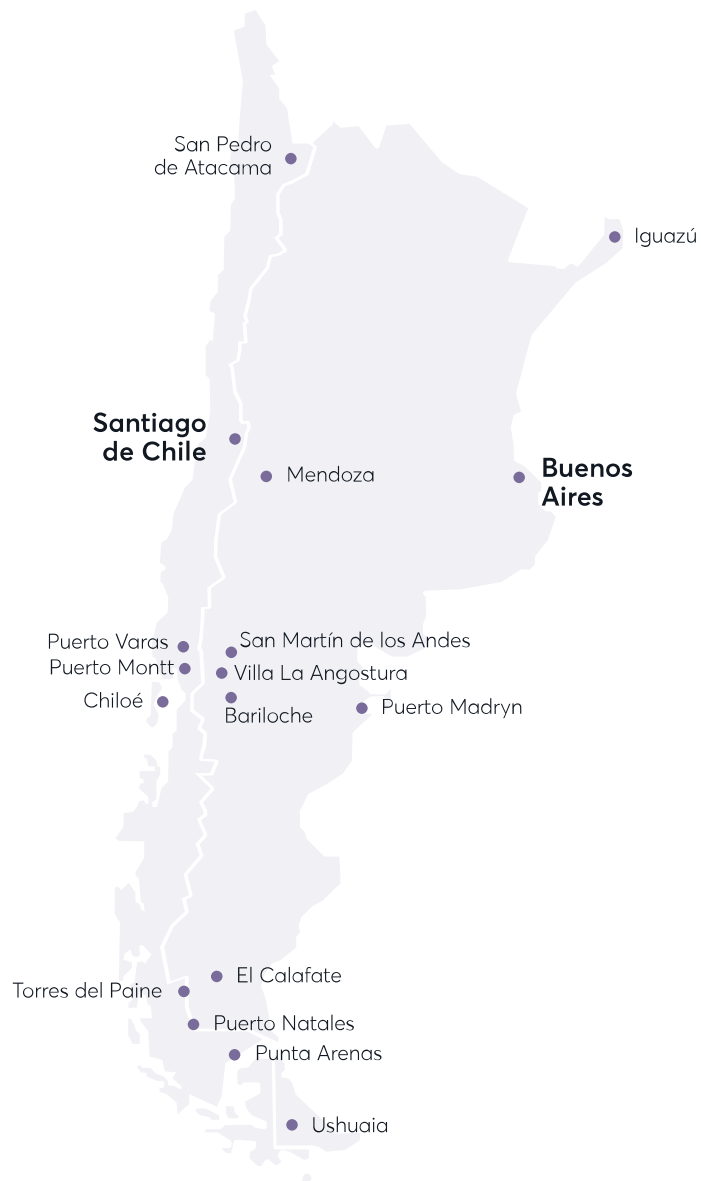 San Pedro
de Atacama
Iguazú
Santiago
de Chile
Mendoza
Buenos
Aires
Puerto Varas
San Martín de los Andes
Puerto Montt
Villa La Angostura
Chiloé
Bariloche
Puerto Madryn
El Calafate
Torres del Paine
Puerto Natales
Punta Arenas
Ushuaia